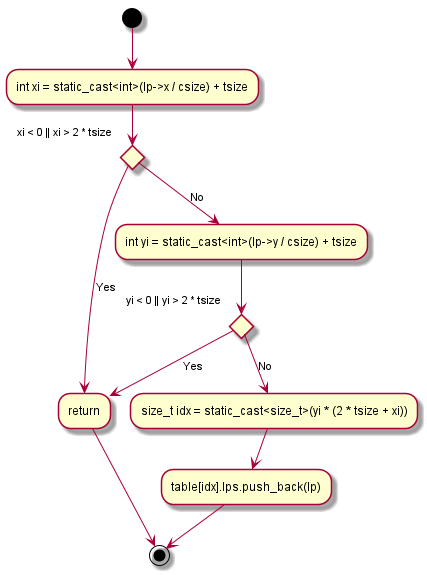 int xi = static_cast<int>(lp->x / csize) + tsize
xi < 0 || xi > 2 * tsize
No
int yi = static_cast<int>(lp->y / csize) + tsize
Yes
yi < 0 || yi > 2 * tsize
Yes
No
return
size_t idx = static_cast<size_t>(yi * (2 * tsize + xi))
table[idx].lps.push_back(lp)